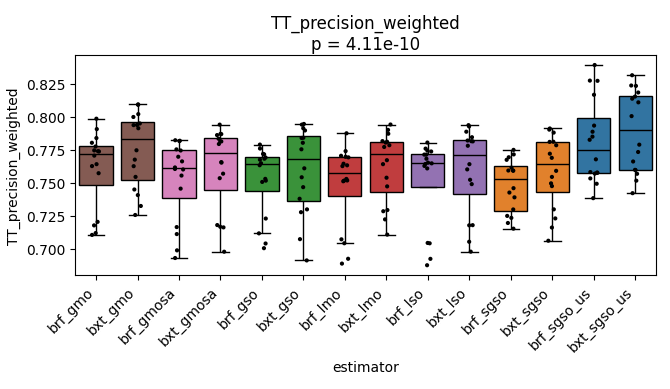 TT_precision_weighted
p = 4.11e-10
TT_precision_weighted
0.825
0.800
0.775
0.750
0.725
0.700
brf_gmo
bxt_gmo
brf_gmosa
bxt_gmosa
brf_gso
bxt_gso
brf_lmo
bxt_lmo
brf_lso
bxt_lso
brf_sgso
bxt_sgso
brf_sgso_us
bxt_sgso_us
estimator